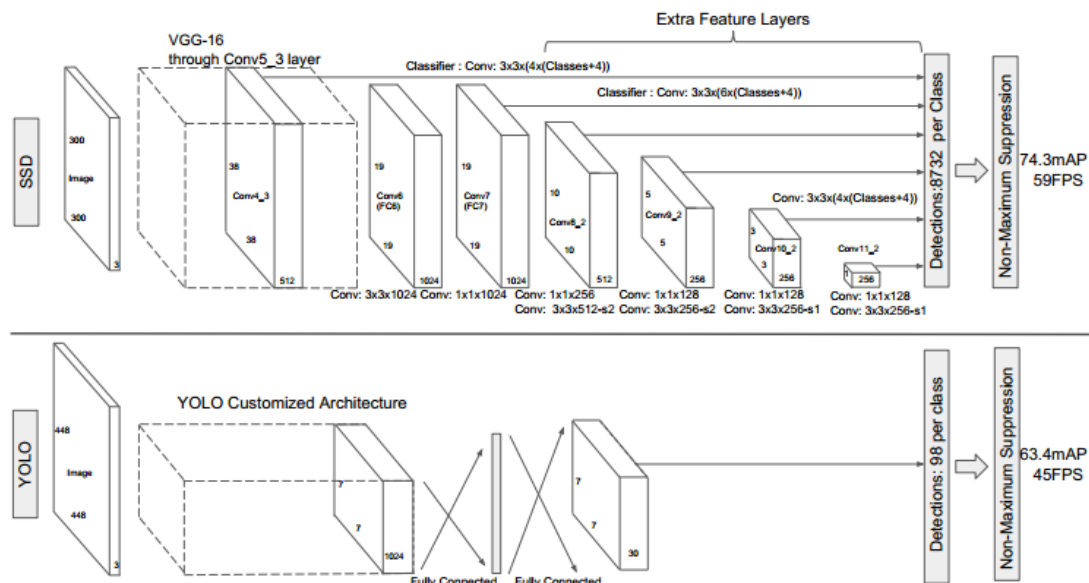 Extra Feature Layers
VGG-16
through Conv5_3 layer
Classifier : Conv: 3x3x(4x(Classes+4))
Classifier : Conv: 3x3x(6x(Classes+4))
Conv: 3x3x(4x(Classes+4))
SSD
300
Image
300
3
38
Conv4_3
38
512
19
Conv6
(FC6)
19
1024
19
Conv7
(FC7)
19
1024
10
Conv8_2
10
512
5
Conv9_2
5
256
3
Conv10_2
3
256
Conv11_2
1
256
Conv: 3x3x1024
Conv: 1x1x1024
Conv: 1x1x256
Conv: 3x3x512-s2
Conv: 1x1x128
Conv: 3x3x256-s2
Conv: 1x1x128
Conv: 3x3x256-s1
Conv: 1x1x128
Conv: 3x3x256-s1
Detections:8732 per Class
Non-Maximum Suppression
74.3mAP
59FPS
YOLO
448
Image
448
3
YOLO Customized Architecture
7
7
1024
Fully Connected
Fully Connected
7
7
30
Detections: 98 per class
Non-Maximum Suppression
63.4mAP
45FPS